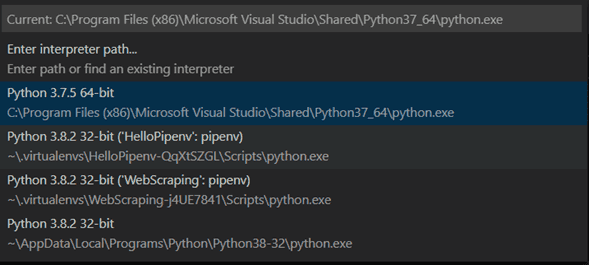 Current: C:\Program Files (x86)\Microsoft Visual Studio\Shared\Python37_64\python.exe
Enter interpreter path...
Enter path or find an existing interpreter
Python 3.7.5 64-bit
C:\Program Files (x86)\Microsoft Visual Studio\Shared\Python37_64\python.exe
Python 3.8.2 32-bit ('HelloPipenv': pipenv)
~\.virtualenvs\HelloPipenv-QqXtSZGL\Scripts\python.exe
Python 3.8.2 32-bit ('WebScraping': pipenv)
~\.virtualenvs\WebScraping-j4UE7841\Scripts\python.exe
Python 3.8.2 32-bit
~\AppData\Local\Programs\Python\Python38-32\python.exe